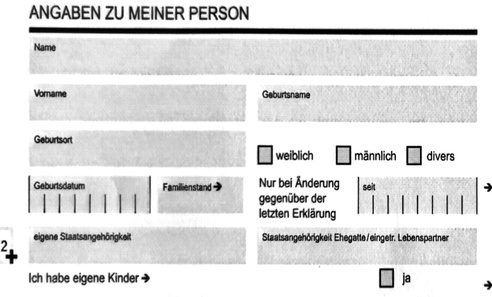 ANGABEN ZU MEINER PERSON
Name
Vorname Geburtsname
Geburtsort
weiblich männlich divers
Geburtsdatum Familienstand → Nur bei Änderung gegenüber der letzten Erklärung seit →
2
eigene Staatsangehörigkeit Staatsangehörigkeit Ehegatte/eingetr. Lebenspartner
Ich habe eigene Kinder → ja →